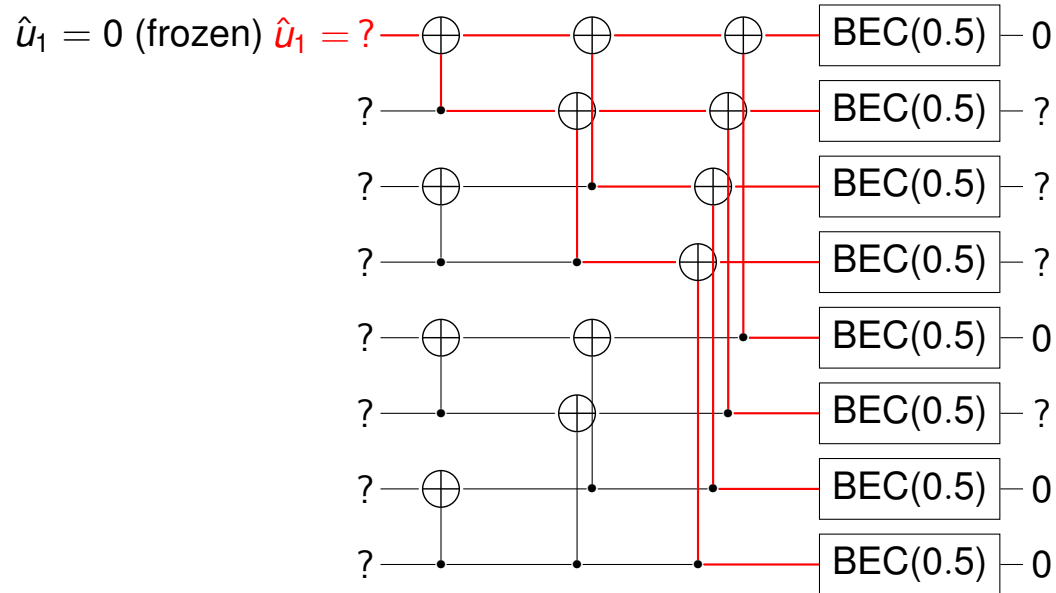 û₁ = 0 (frozen) û₁ = ? BEC(0.5) 0
? BEC(0.5) ?
? BEC(0.5) ?
? BEC(0.5) ?
? BEC(0.5) 0
? BEC(0.5) ?
? BEC(0.5) 0
? BEC(0.5) 0